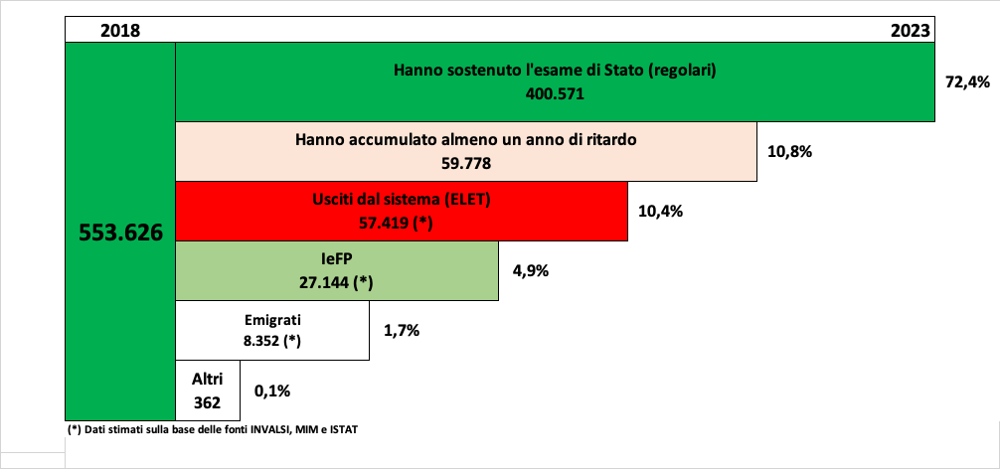 2018
2023
553.626
Hanno sostenuto l'esame di Stato (regolari)
400.571
72,4%
Hanno accumulato almeno un anno di ritardo
59.778
10,8%
Usciti dal sistema (ELET)
57.419 (*)
10,4%
IeFP
27.144 (*)
4,9%
Emigrati
8.352 (*)
1,7%
Altri
362
0,1%
(*) Dati stimati sulla base delle fonti INVALSI, MIM e ISTAT